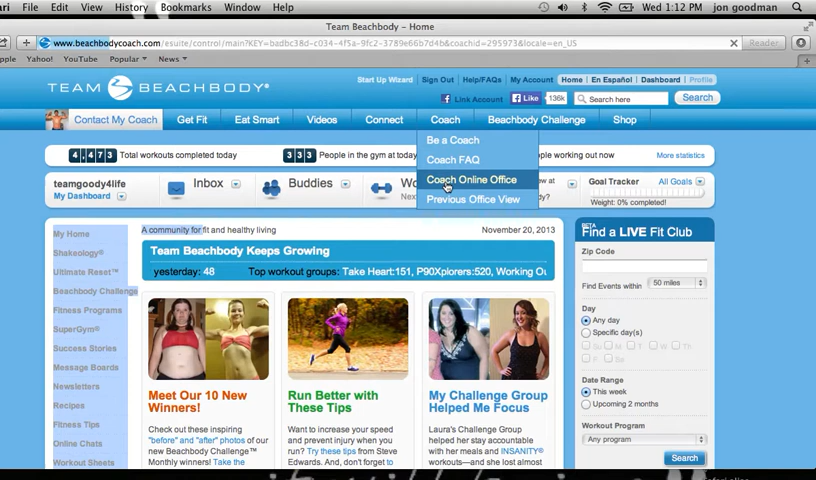 ari File Edit View History Bookmarks Window Help Wed 1:12 PM jon goodman
Team Beachbody - Home
www.beachbodycoach.com/esuite/control/main?KEY=badbc38d-c034-4f5a-9fc2-3789e66b7d4b&coachid=295973&locale=en_US Reader
pple Yahoo! YouTube Popular News
TEAM BEACHBODY
Start Up Wizard Sign Out Help/FAQs My Account Home En Español Dashboard Profile
Link Account Like 136k Search here Search
Contact My Coach Get Fit Eat Smart Videos Connect Coach Beachbody Challenge Shop
Be a Coach
Coach FAQ
Coach Online Office
Previous Office View
4,473 Total workouts completed today 333 People in the gym at today ople working out now More statistics
teamgoody4life
My Dashboard
Inbox Buddies Wo
Nex
ew at
?
Goal Tracker All Goals
Weight: 0% completed!
My Home
Shakeology®
Ultimate Reset™
Beachbody Challenge
Fitness Programs
SuperGym®
Success Stories
Message Boards
Newsletters
Recipes
Fitness Tips
Online Chats
Workout Sheets
A community for fit and healthy living November 20, 2013
Team Beachbody Keeps Growing
yesterday: 48 Top workout groups: Take Heart:151, P90Xplorers:520, Working Ou
Meet Our 10 New
Winners!
Check out these inspiring
"before" and "after" photos of our
new Beachbody Challenge™
Monthly winners! Take the
Run Better with
These Tips
Want to increase your speed
and prevent injury when you
run? Try these tips from Steve
Edwards. And, don't forget to
My Challenge Group
Helped Me Focus
Laura's Challenge Group
helped her stay accountable
with her meals and INSANITY®
workouts—and she lost almost
BETA
Find a LIVE Fit Club
Zip Code
Find Events within 50 miles
Day
Any day
Specific day(s)
Su M T W Th
F Sa
Date Range
This week
Upcoming 2 months
Workout Program
Any program
Search